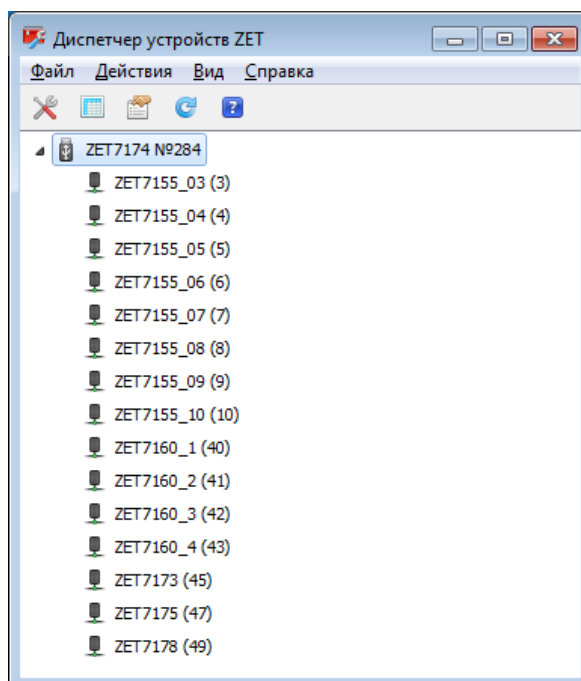 Диспетчер устройств ZET
Файл Действия Вид Справка
ZET7174 №284
ZET7155_03 (3)
ZET7155_04 (4)
ZET7155_05 (5)
ZET7155_06 (6)
ZET7155_07 (7)
ZET7155_08 (8)
ZET7155_09 (9)
ZET7155_10 (10)
ZET7160_1 (40)
ZET7160_2 (41)
ZET7160_3 (42)
ZET7160_4 (43)
ZET7173 (45)
ZET7175 (47)
ZET7178 (49)